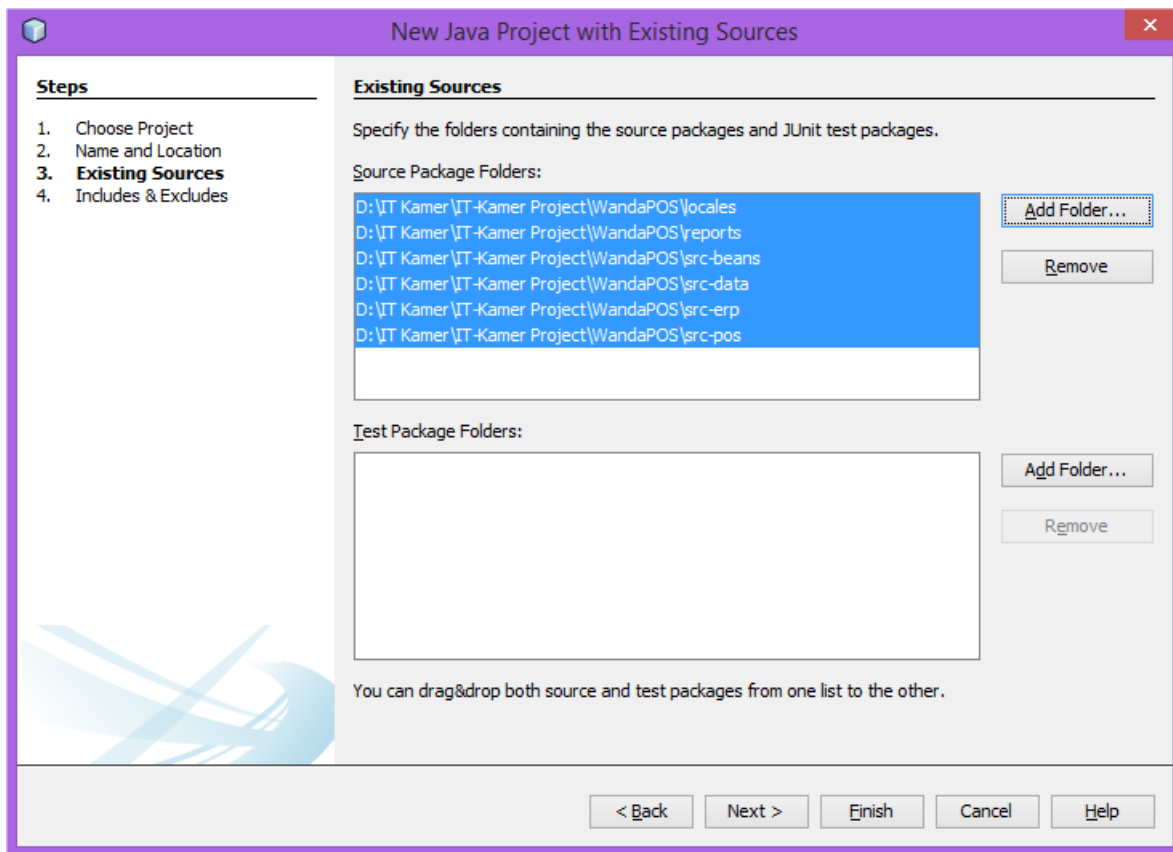 New Java Project with Existing Sources
Steps
1. Choose Project
2. Name and Location
3. Existing Sources
4. Includes & Excludes
Existing Sources
Specify the folders containing the source packages and JUnit test packages.
Source Package Folders:
D:\IT Kamer\IT-Kamer Project\WandaPOS\locales
D:\IT Kamer\IT-Kamer Project\WandaPOS\reports
D:\IT Kamer\IT-Kamer Project\WandaPOS\src-beans
D:\IT Kamer\IT-Kamer Project\WandaPOS\src-data
D:\IT Kamer\IT-Kamer Project\WandaPOS\src-erp
D:\IT Kamer\IT-Kamer Project\WandaPOS\src-pos
Add Folder...
Remove
Test Package Folders:
Add Folder...
Remove
You can drag&drop both source and test packages from one list to the other.
< Back Next > Finish Cancel Help